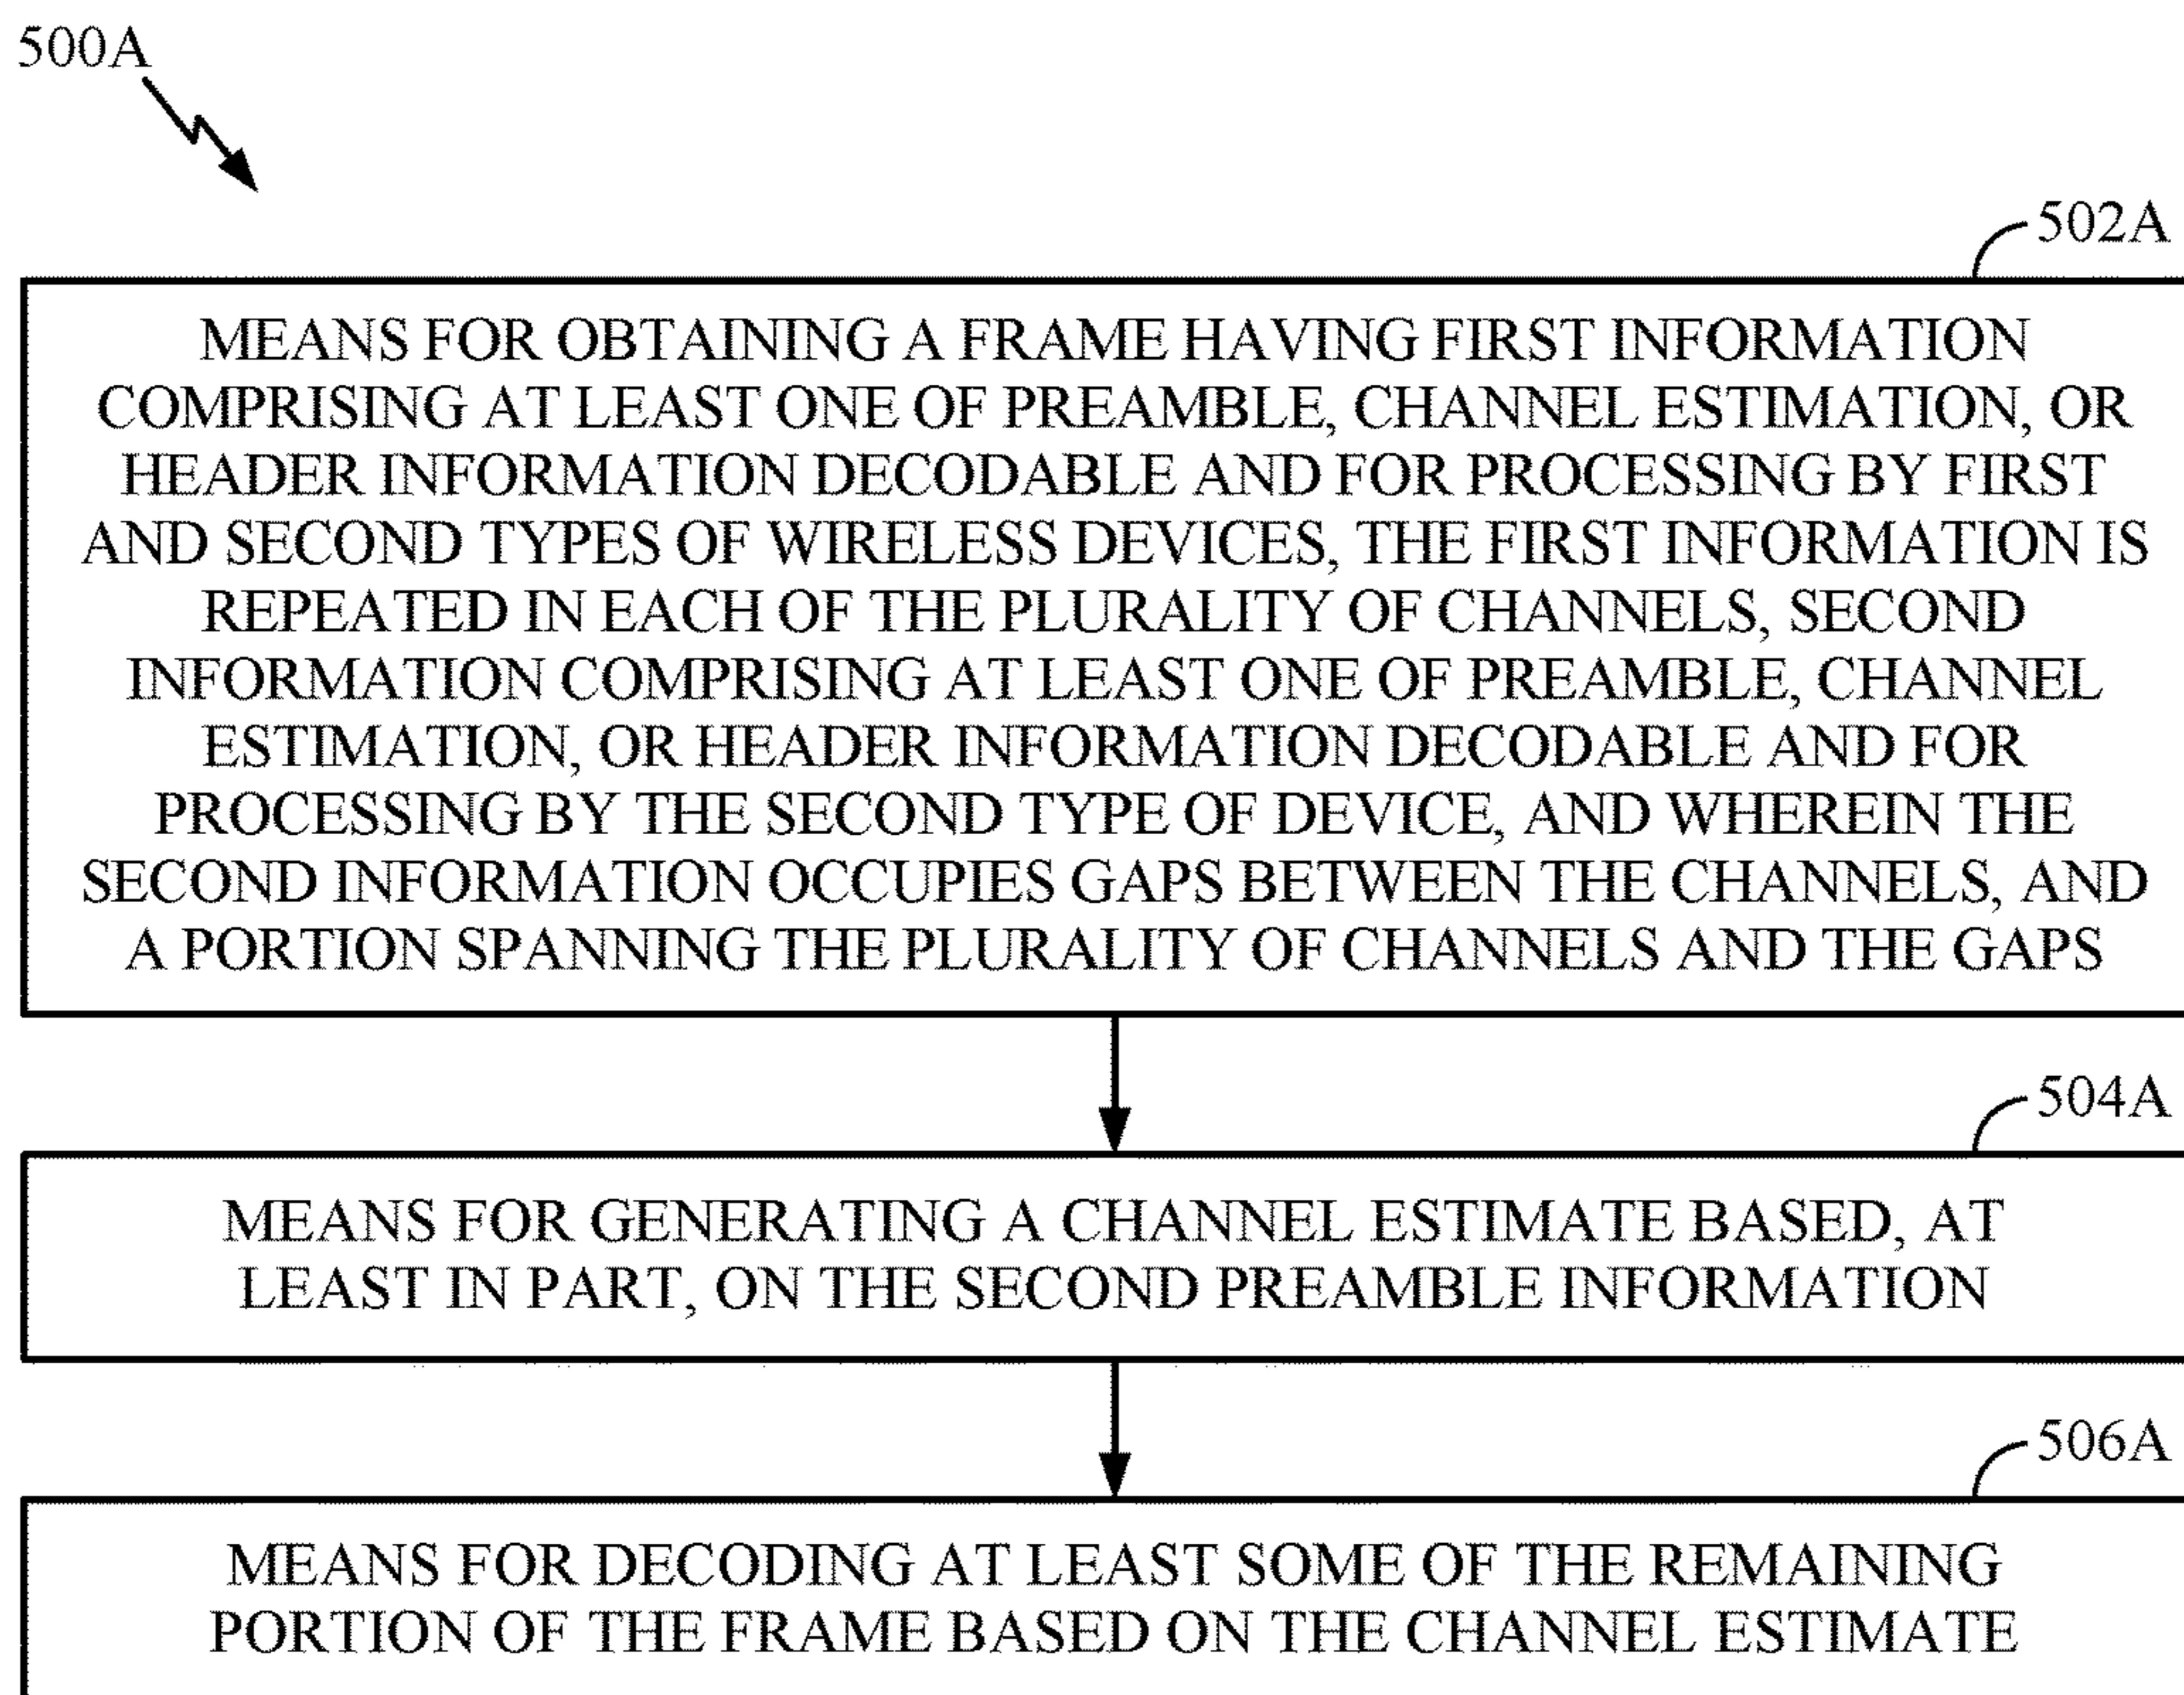 500A
502A
MEANS FOR OBTAINING A FRAME HAVING FIRST INFORMATION
COMPRISING AT LEAST ONE OF PREAMBLE, CHANNEL ESTIMATION, OR
HEADER INFORMATION DECODABLE AND FOR PROCESSING BY FIRST
AND SECOND TYPES OF WIRELESS DEVICES, THE FIRST INFORMATION IS
REPEATED IN EACH OF THE PLURALITY OF CHANNELS, SECOND
INFORMATION COMPRISING AT LEAST ONE OF PREAMBLE, CHANNEL
ESTIMATION, OR HEADER INFORMATION DECODABLE AND FOR
PROCESSING BY THE SECOND TYPE OF DEVICE, AND WHEREIN THE
SECOND INFORMATION OCCUPIES GAPS BETWEEN THE CHANNELS, AND
A PORTION SPANNING THE PLURALITY OF CHANNELS AND THE GAPS
504A
MEANS FOR GENERATING A CHANNEL ESTIMATE BASED, AT
LEAST IN PART, ON THE SECOND PREAMBLE INFORMATION
506A
MEANS FOR DECODING AT LEAST SOME OF THE REMAINING
PORTION OF THE FRAME BASED ON THE CHANNEL ESTIMATE